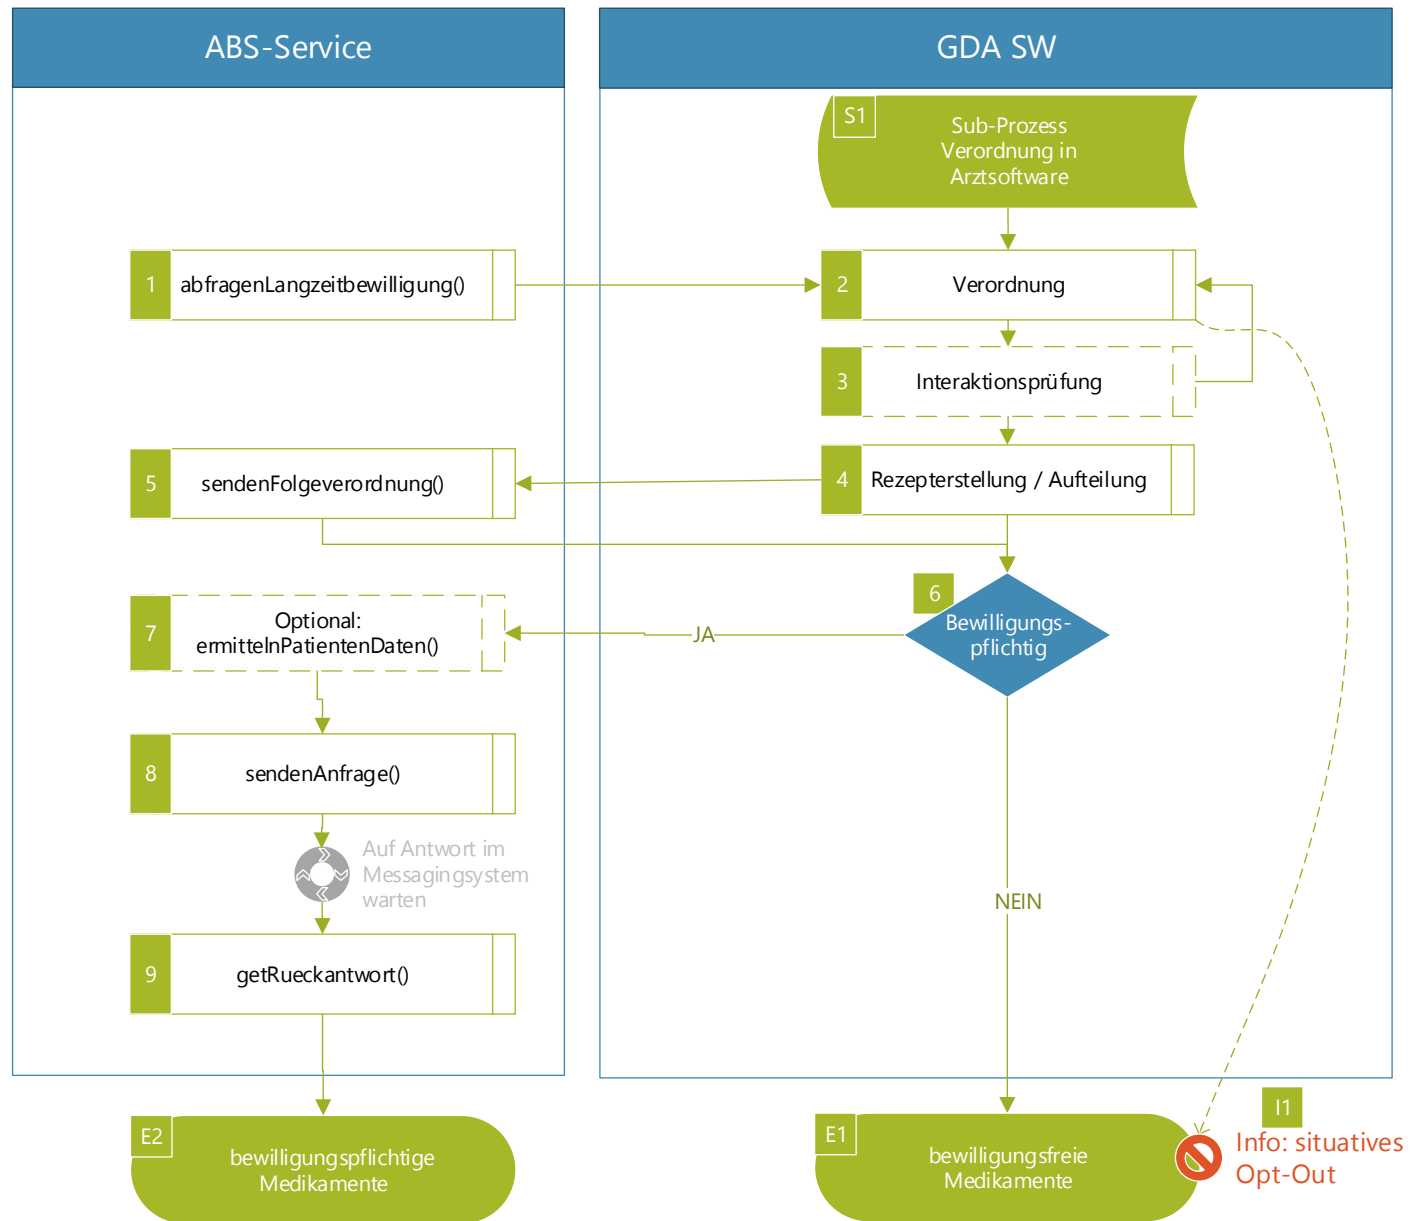 ABS-Service
GDA SW
S1
Sub-Prozess
Verordnung in
Arztsoftware
1
abfragenLangzeitbewilligung()
2
Verordnung
3
Interaktionsprüfung
4
Rezepterstellung / Aufteilung
5
sendenFolgeverordnung()
6
Bewilligungs-
pflichtig
JA
7
Optional:
ermittelnPatientenDaten()
8
sendenAnfrage()
Auf Antwort im
Messagingsystem
warten
NEIN
9
getRueckantwort()
E2
bewilligungspflichtige
Medikamente
E1
bewilligungsfreie
Medikamente
I1
Info: situatives
Opt-Out